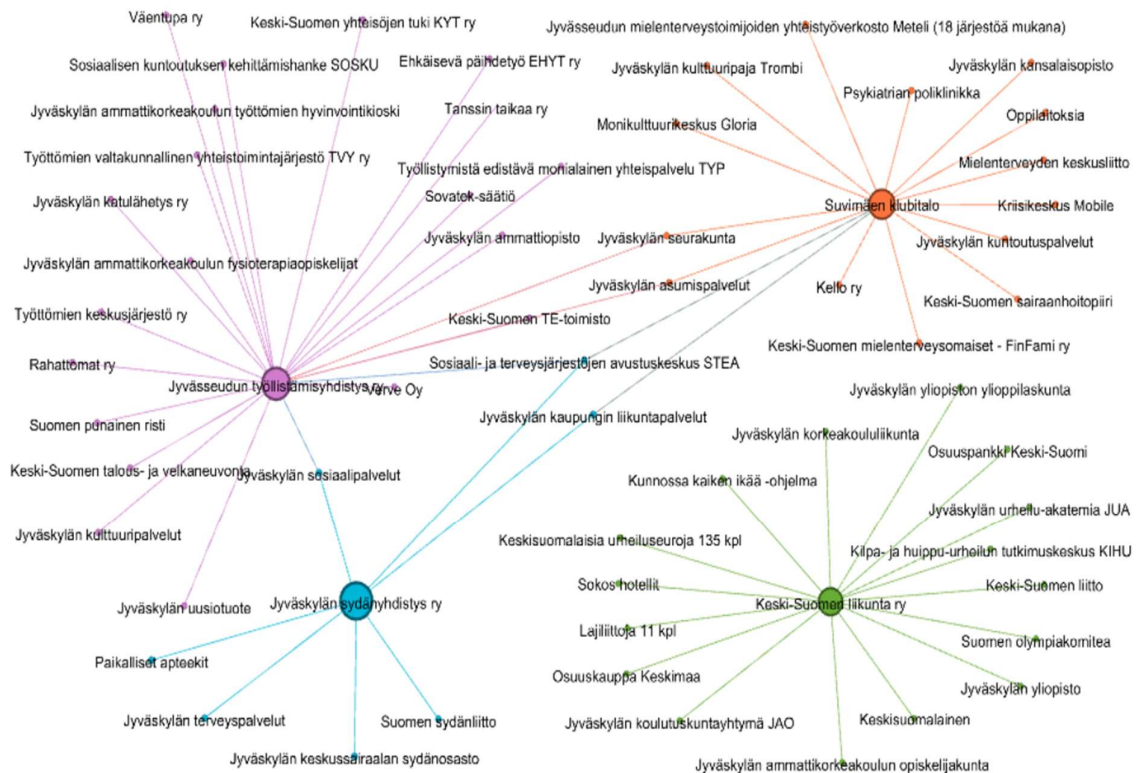 Väentupa ry
Keski-Suomen yhteisöjen tuki KYT ry
Sosiaalisen kuntoutuksen kehittämishanke SOSKU
Ehkäisevä päihdetyö EHYT ry
Jyväskylän ammattikorkeakoulun työttömien hyvinvointikioski
Tanssin taikaa ry
Työttömien valtakunnallinen yhteistoimintajärjestö TVY ry
Työllistymistä edistävä monialainen yhteispalvelu TYP
Jyväskylän katulähetys ry
Sovatek-säätiö
Jyväskylän ammattiopisto
Jyväskylän ammattikorkeakoulun fysioterapiaopiskelijat
Työttömien keskusjärjestö ry
Keski-Suomen TE-toimisto
Rahattomat ry
Jyvässeudun työllistämisyhdistys ry
Verve Oy
Suomen punainen risti
Keski-Suomen talous- ja velkaneuvonta
Jyväskylän sosiaalipalvelut
Jyväskylän kulttuuripalvelut
Jyväskylän uusiotuote
Jyvässeudun mielenterveystoimijoiden yhteistyöverkosto Meteli (18 järjestöä mukana)
Jyväskylän kulttuuripaja Trombi
Jyväskylän kansalaisopisto
Psykiatrian poliklinikka
Oppilaitoksia
Monikulttuurikeskus Gloria
Mielenterveyden keskusliitto
Suvimäen klubitalo
Kriisikeskus Mobile
Jyväskylän seurakunta
Jyväskylän kuntoutuspalvelut
Jyväskylän asumispalvelut
Kello ry
Keski-Suomen sairaanhoitopiiri
Keski-Suomen mielenterveysomaiset - FinFami ry
Sosiaali- ja terveysjärjestöjen avustuskeskus STEA
Jyväskylän kaupungin liikuntapalvelut
Jyväskylän sydänyhdistys ry
Paikalliset apteekit
Jyväskylän terveyspalvelut
Suomen sydänliitto
Jyväskylän keskussairaalan sydänosasto
Jyväskylän yliopiston ylioppilaskunta
Jyväskylän korkeakoululiikunta
Osuuspankki Keski-Suomi
Kunnossa kaiken ikää -ohjelma
Jyväskylän urheilu-akatemia JUA
Keskisuomalaisia urheiluseuroja 135 kpl
Kilpa- ja huippu-urheilun tutkimuskeskus KIHU
Sokos hotellit
Keski-Suomen liitto
Keski-Suomen liikunta ry
Lajiliittoja 11 kpl
Suomen olympiakomitea
Osuuskauppa Keskimaa
Jyväskylän yliopisto
Jyväskylän koulutuskuntayhtymä JAO
Keskisuomalainen
Jyväskylän ammattikorkeakoulun opiskelijakunta